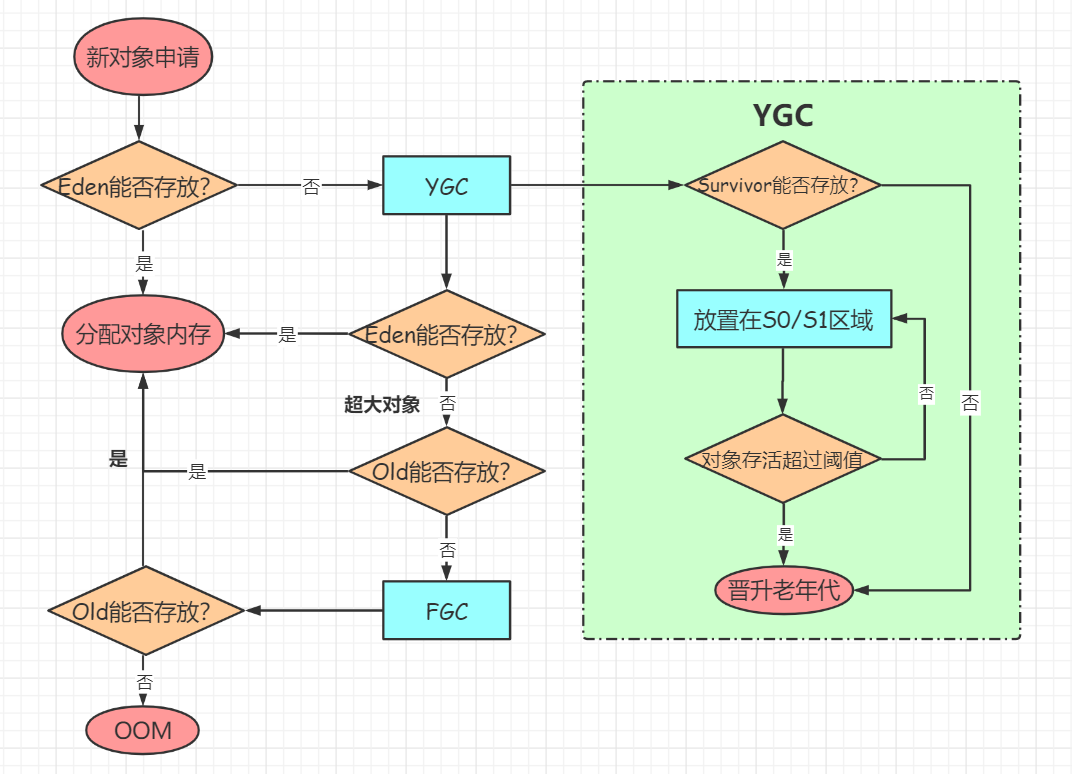 新对象申请
YGC
Eden能否存放?
否
YGC
Survivor能否存放?
是
是
分配对象内存
是
Eden能否存放?
放置在S0/S1区域
超大对象
否
否
否
是
是
Old能否存放?
对象存活超过阈值
否
是
Old能否存放?
FGC
晋升老年代
否
OOM